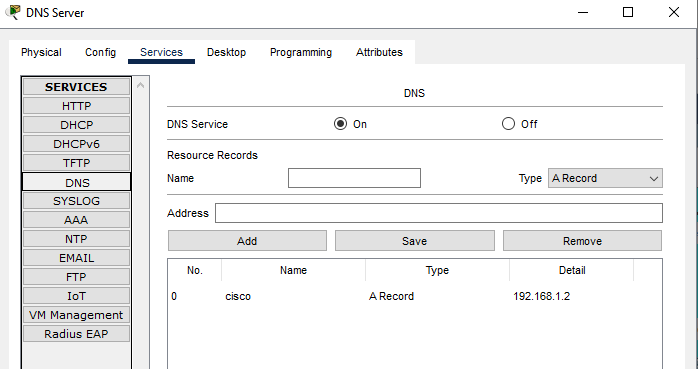 DNS Server
Physical Config Services Desktop Programming Attributes
SERVICES
HTTP
DHCP
DHCPv6
TFTP
DNS
SYSLOG
AAA
NTP
EMAIL
FTP
IoT
VM Management
Radius EAP
DNS
DNS Service On Off
Resource Records
Name Type A Record
Address
Add Save Remove
No. Name Type Detail
0 cisco A Record 192.168.1.2